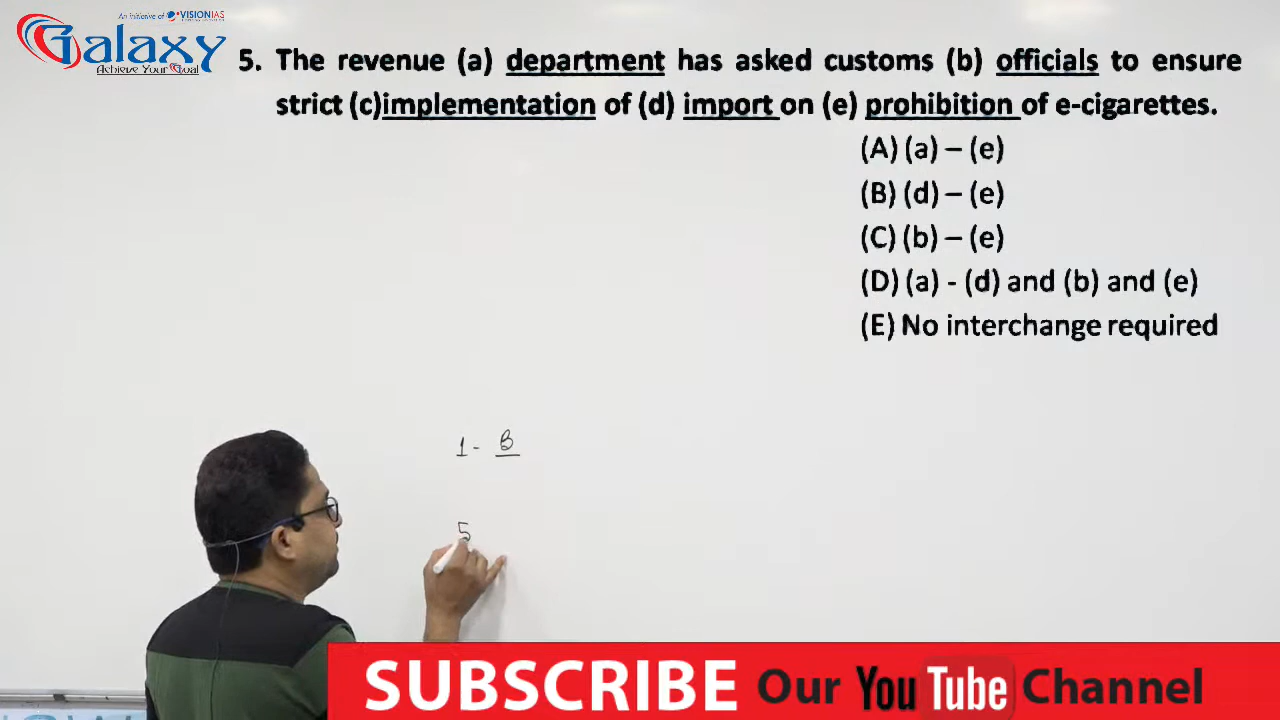 An initiative of VISIONIAS
Galaxy
Achieve Your Goal
5. The revenue (a) department has asked customs (b) officials to ensure
strict (c)implementation of (d) import on (e) prohibition of e-cigarettes.
(A) (a) – (e)
(B) (d) – (e)
(C) (b) – (e)
(D) (a) - (d) and (b) and (e)
(E) No interchange required
1- B
5
SUBSCRIBE Our YouTube Channel